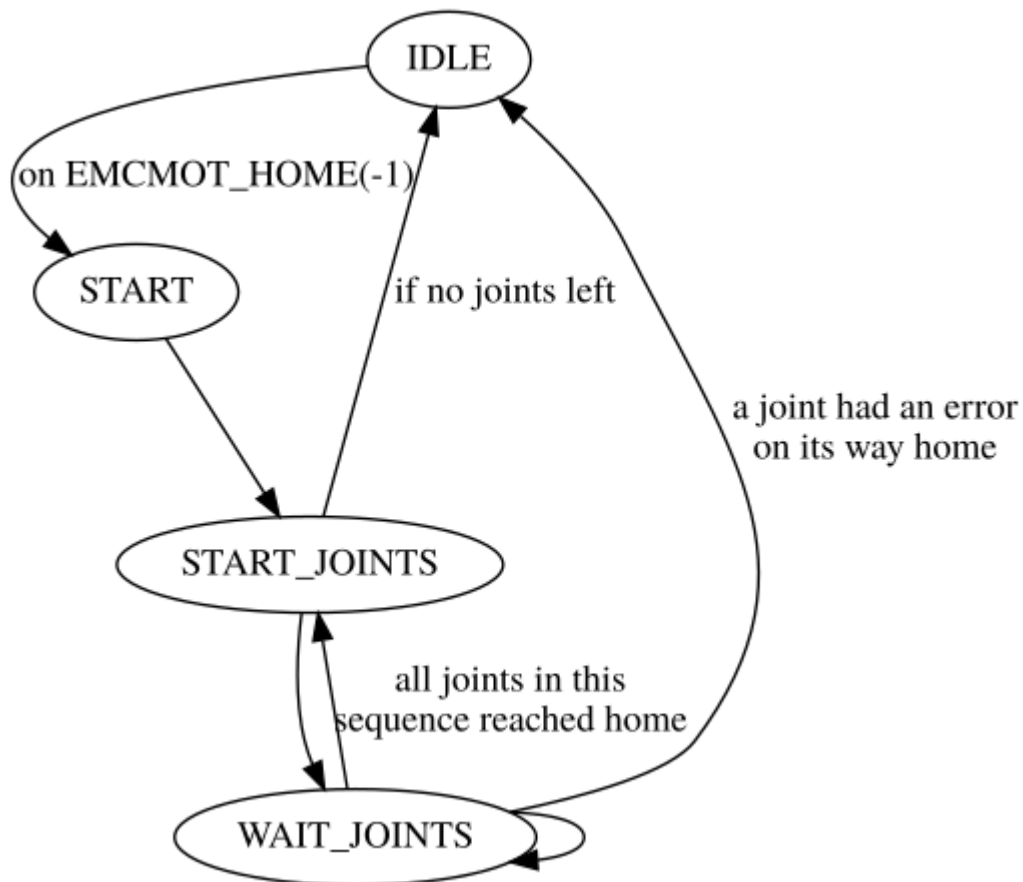 IDLE
on EMCMOT_HOME(-1)
START
if no joints left
a joint had an error
on its way home
START_JOINTS
all joints in this
sequence reached home
WAIT_JOINTS